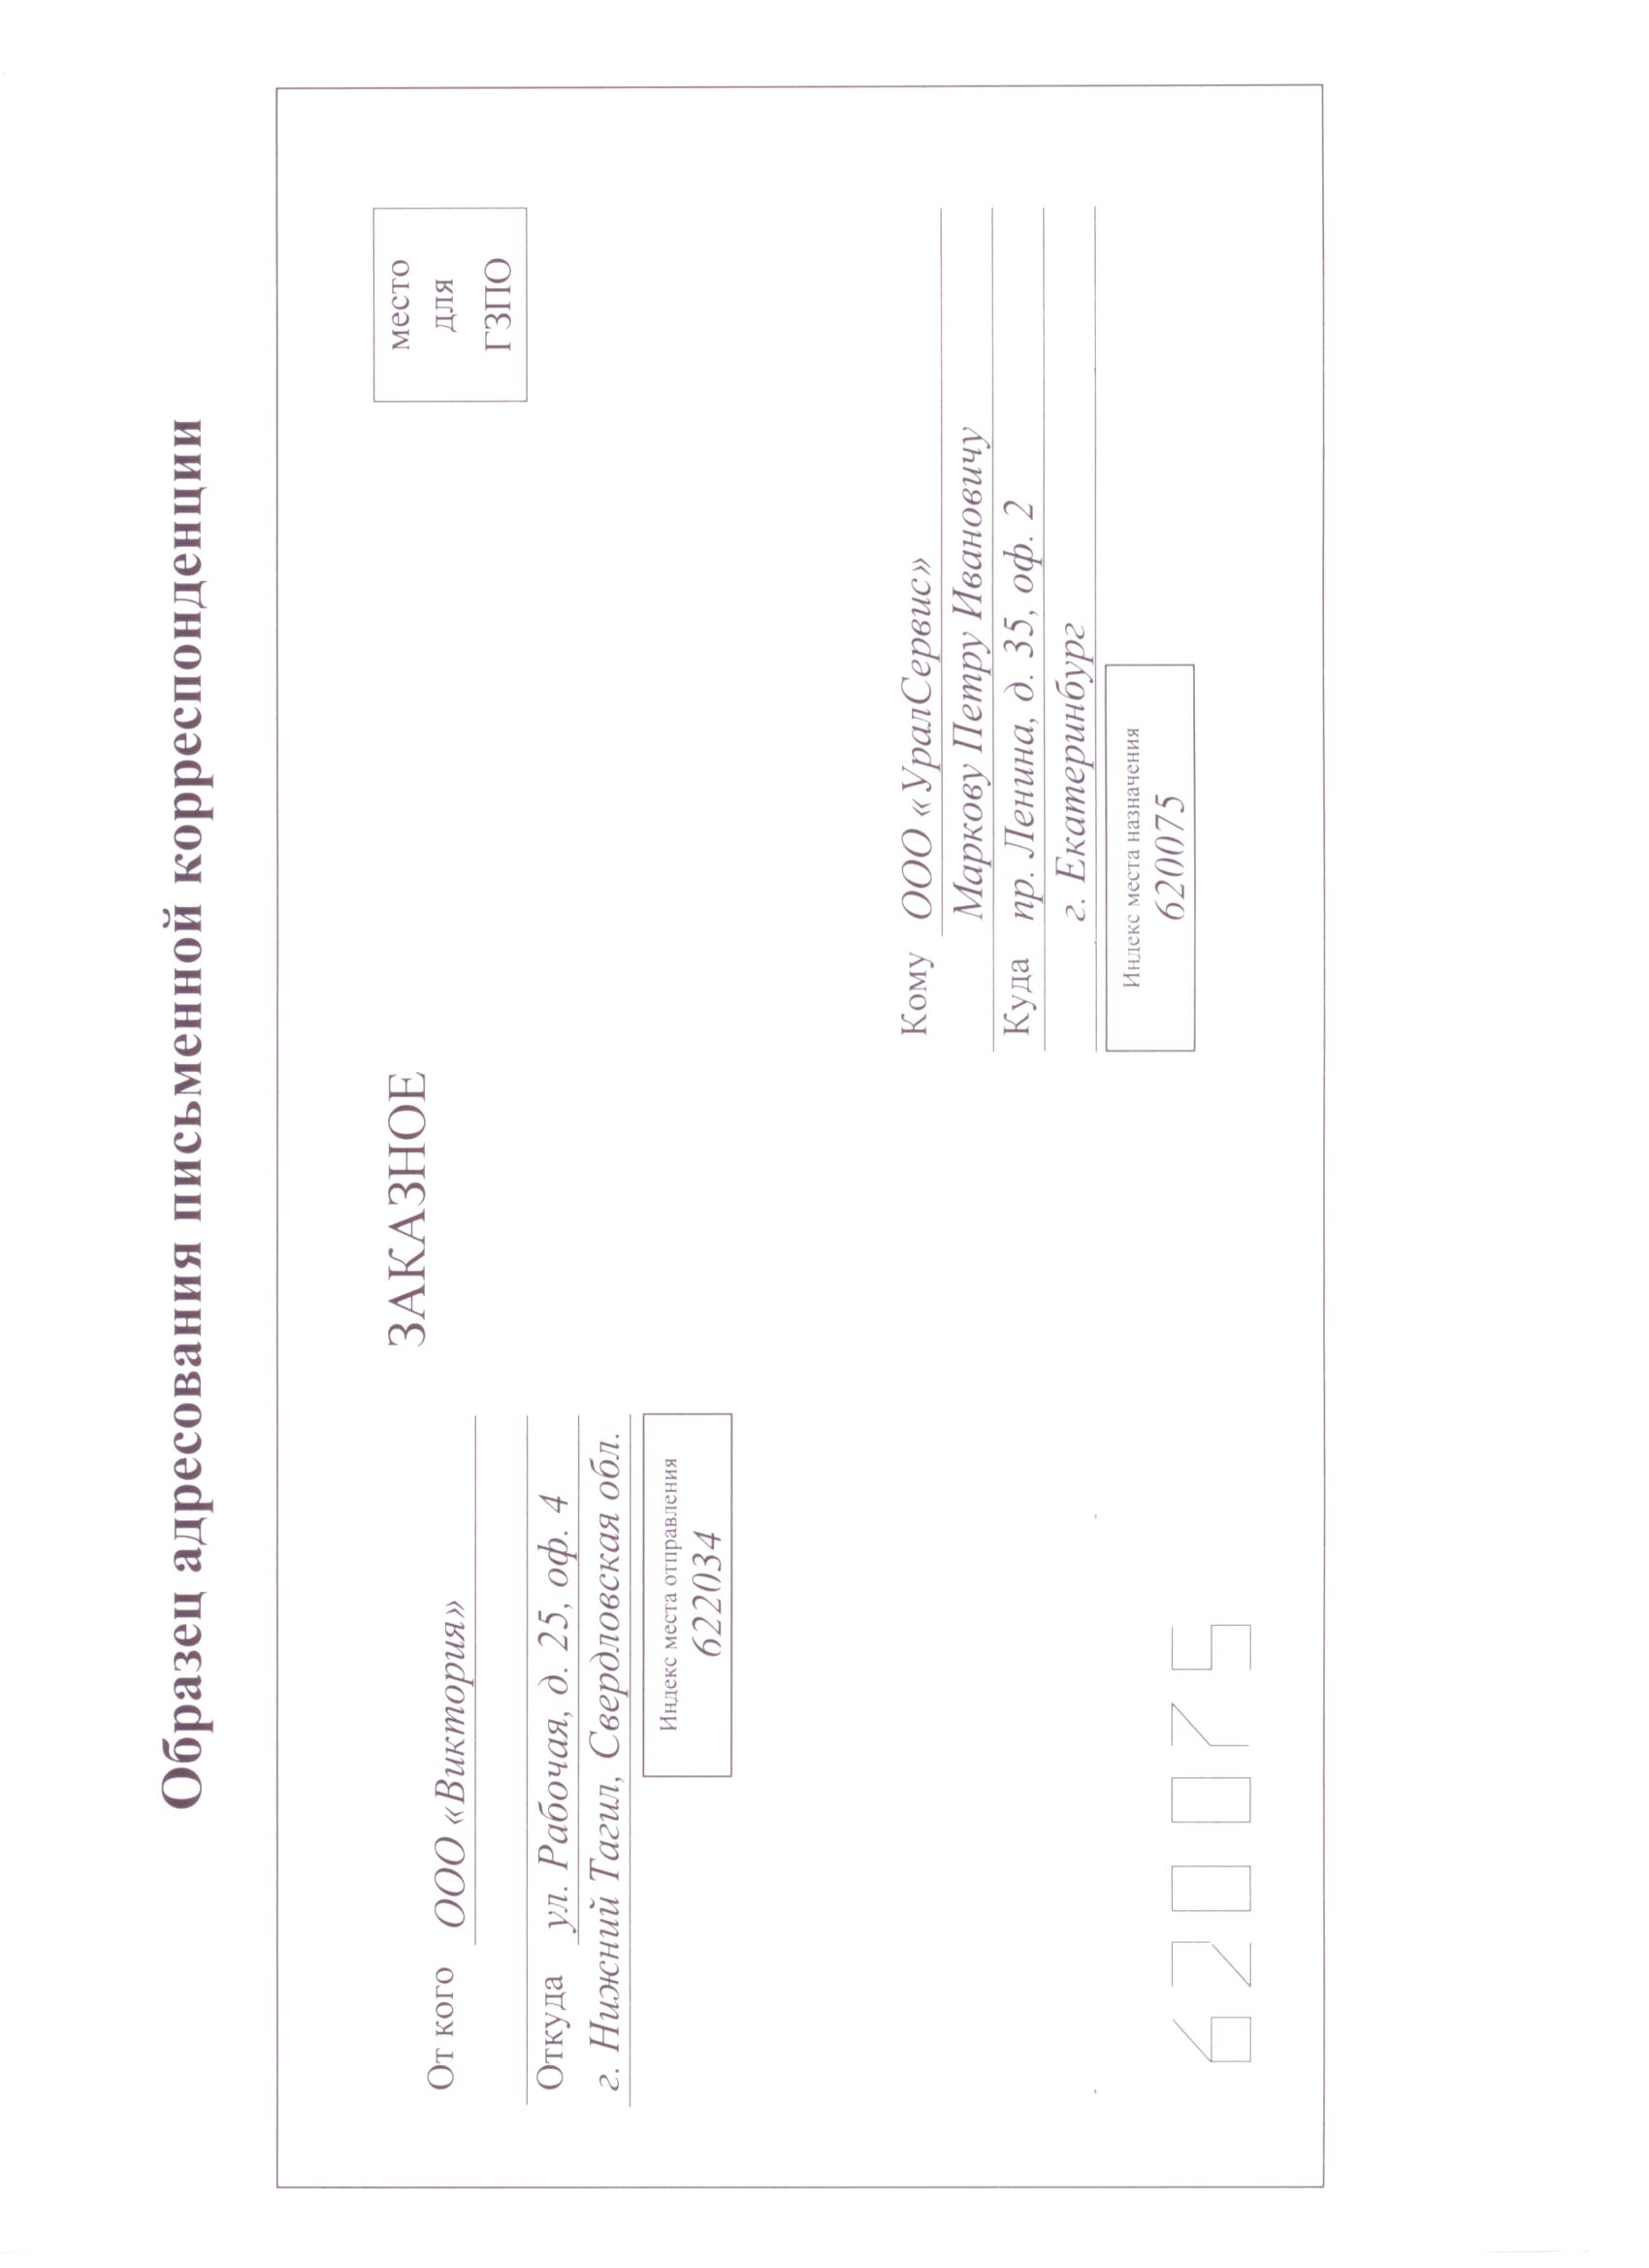 Образец адресования письменной корреспонденции
ЗАКАЗНОЕ
место
для
ГЗПО
От кого ООО «Виктория»
Откуда ул. Рабочая, д. 25, оф. 4
г. Нижний Тагил, Свердловская обл.
Индекс места отправления
622034
Кому ООО «УралСервис»
Маркову Петру Ивановичу
Куда пр. Ленина, д. 35, оф. 2
г. Екатеринбург
Индекс места назначения
620075
620075